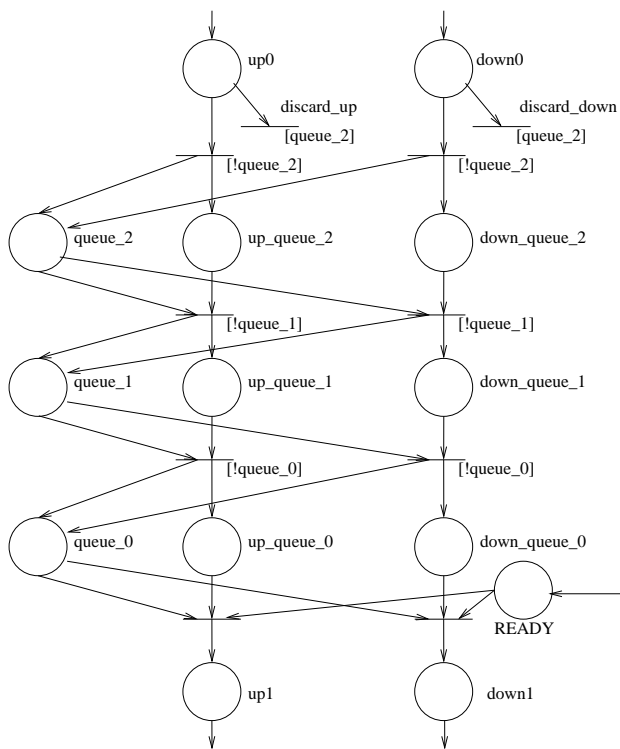 up0
down0
discard_up
discard_down
[queue_2]
[queue_2]
[!queue_2]
[!queue_2]
queue_2
up_queue_2
down_queue_2
[!queue_1]
[!queue_1]
queue_1
up_queue_1
down_queue_1
[!queue_0]
[!queue_0]
queue_0
up_queue_0
down_queue_0
READY
up1
down1